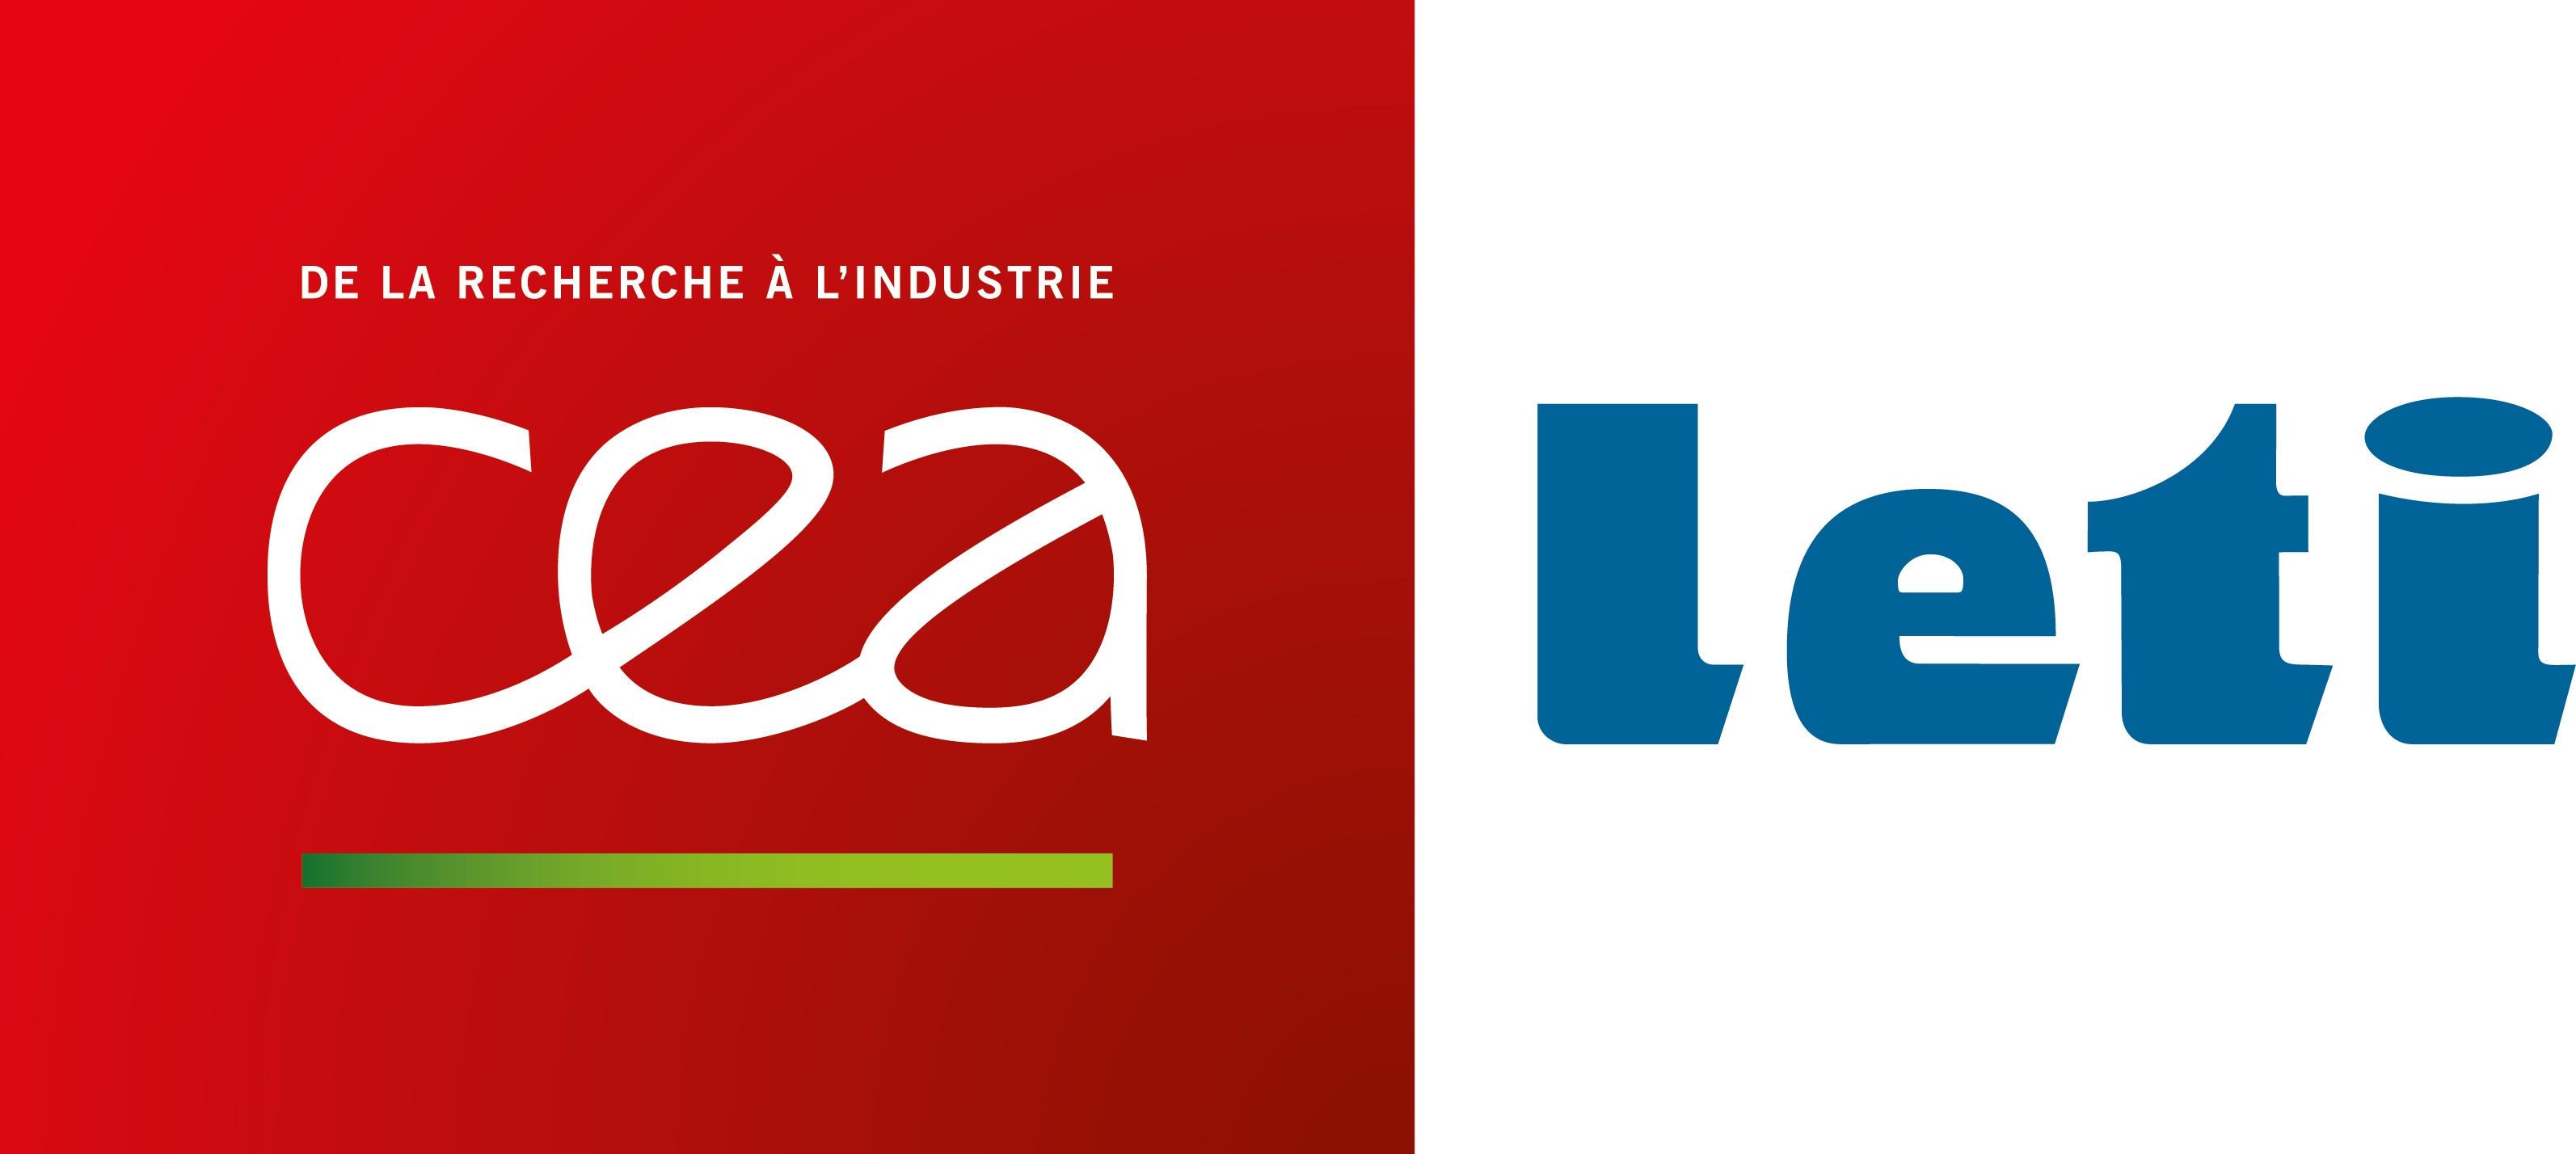 DE LA RECHERCHE À L’INDUSTRIE
cea
leti